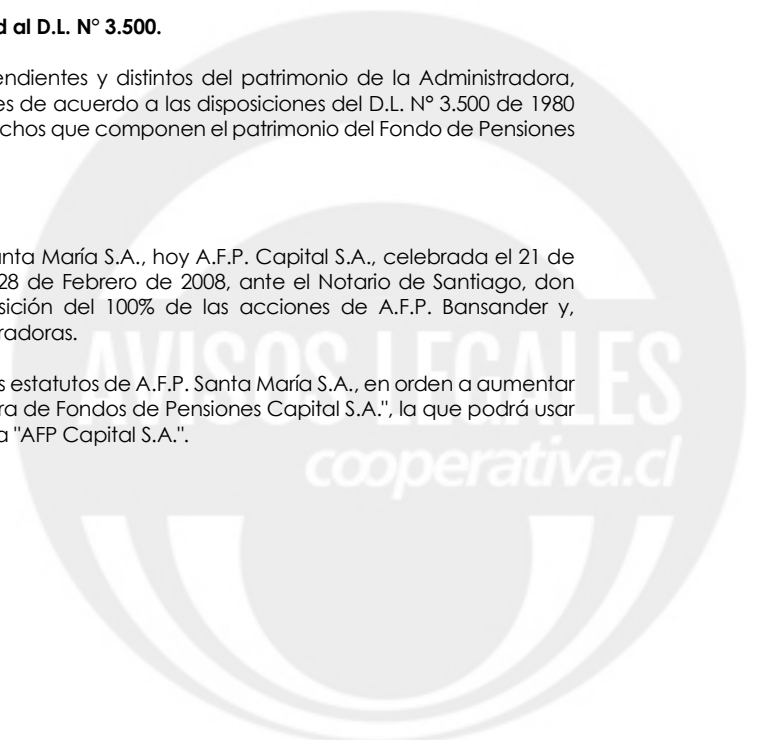 d al D.L. N° 3.500.
endientes y distintos del patrimonio de la Administradora,
es de acuerdo a las disposiciones del D.L. N° 3.500 de 1980
chos que componen el patrimonio del Fondo de Pensiones
anta María S.A., hoy A.F.P. Capital S.A., celebrada el 21 de
28 de Febrero de 2008, ante el Notario de Santiago, don
sición del 100% de las acciones de A.F.P. Bansander y,
radoras.
s estatutos de A.F.P. Santa María S.A., en orden a aumentar
ra de Fondos de Pensiones Capital S.A.", la que podrá usar
a "AFP Capital S.A.".
AVISOS LEGALES
cooperativa.cl